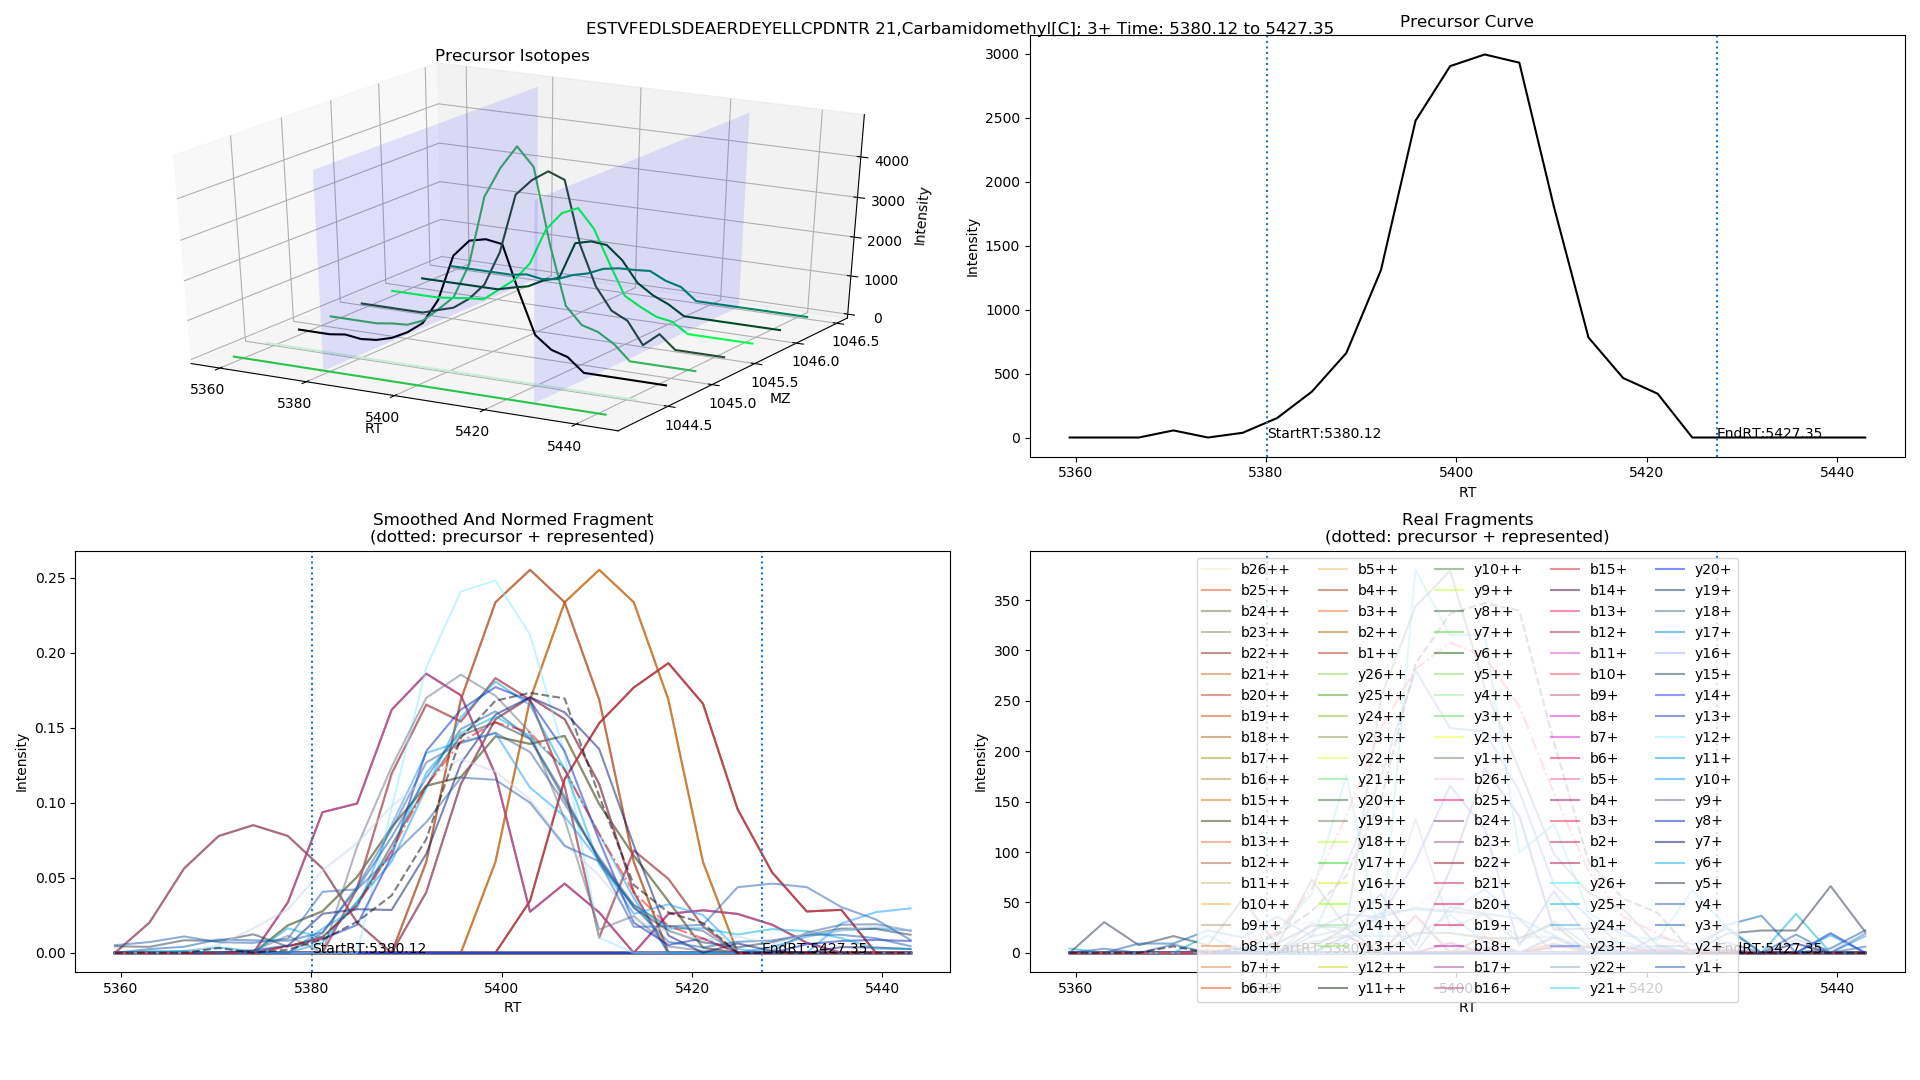 ESTVFEDLSDEAERDEYELLCPDNTR 21,Carbamidomethyl[C]; 3+ Time: 5380.12 to 5427.35
Precursor Isotopes
4000
3000
2000
1000
0
Intensity
1046.5
1046.0
1045.5
1045.0
1044.5
MZ
5360
5380
5400
5420
5440
RT
Precursor Curve
3000
2500
2000
1500
1000
500
0
Intensity
StartRT:5380.12
EndRT:5427.35
5360 5380 5400 5420 5440
RT
Smoothed And Normed Fragment
(dotted: precursor + represented)
0.25
0.20
0.15
0.10
0.05
0.00
Intensity
StartRT:5380.12
EndRT:5427.35
5360 5380 5400 5420 5440
RT
Real Fragments
(dotted: precursor + represented)
350
300
250
200
150
100
50
0
Intensity
b26++ b5++ y10++ b15+ y20+
b25++ b4++ y9++ b14+ y19+
b24++ b3++ y8++ b13+ y18+
b23++ b2++ y7++ b12+ y17+
b22++ b1++ y6++ b11+ y16+
b21++ y26++ y5++ b10+ y15+
b20++ y25++ y4++ b9+ y14+
b19++ y24++ y3++ b8+ y13+
b18++ y23++ y2++ b7+ y12+
b17++ y22++ y1++ b6+ y11+
b16++ y21++ b26+ b5+ y10+
b15++ y20++ b25+ b4+ y9+
b14++ y19++ b24+ b3+ y8+
b13++ y18++ b23+ b2+ y7+
b12++ y17++ b22+ b1+ y6+
b11++ y16++ b21+ y26+ y5+
b10++ y15++ b20+ y25+ y4+
b9++ y14++ b19+ y24+ y3+
b8++ y13++ b18+ y23+ y2+
b7++ y12++ b17+ y22+ y1+
b6++ y11++ b16+ y21+
StartRT:5380.12
EndRT:5427.35
5360 5380 5400 5420 5440
RT